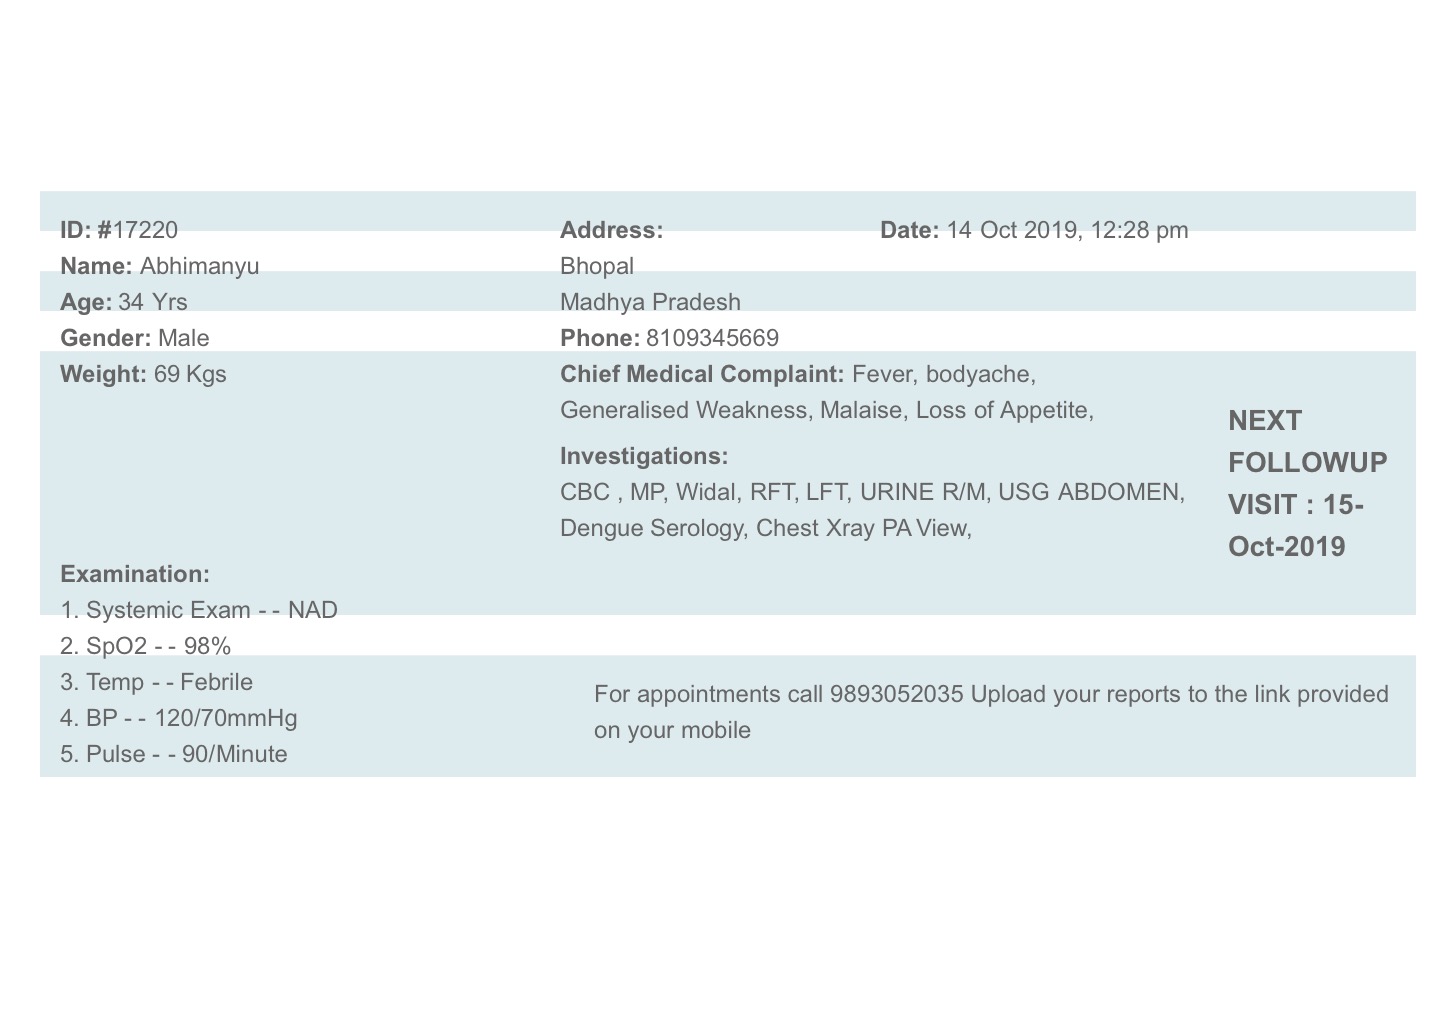 ID: #17220
Name: Abhimanyu
Age: 34 Yrs
Gender: Male
Weight: 69 Kgs
Address:
Bhopal
Madhya Pradesh
Phone: 8109345669
Date: 14 Oct 2019, 12:28 pm
Chief Medical Complaint: Fever, bodyache,
Generalised Weakness, Malaise, Loss of Appetite,
Investigations:
CBC , MP, Widal, RFT, LFT, URINE R/M, USG ABDOMEN,
Dengue Serology, Chest Xray PA View,
NEXT
FOLLOWUP
VISIT : 15-
Oct-2019
Examination:
1. Systemic Exam - - NAD
2. SpO2 - - 98%
3. Temp - - Febrile
4. BP - - 120/70mmHg
5. Pulse - - 90/Minute
For appointments call 9893052035 Upload your reports to the link provided
on your mobile